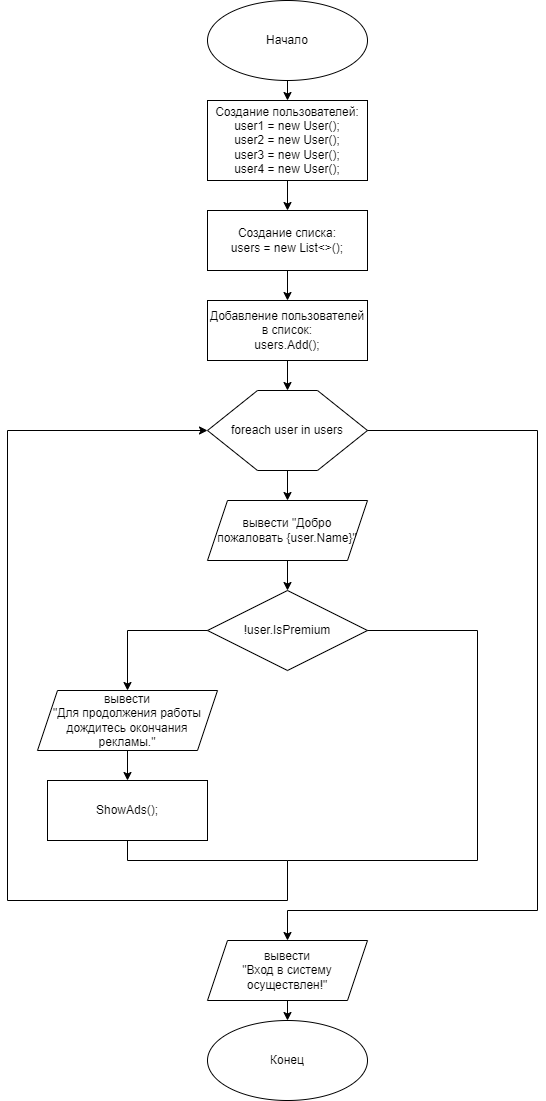 Начало
Создание пользователей:
user1 = new User();
user2 = new User();
user3 = new User();
user4 = new User();
Создание списка:
users = new List<>();
Добавление пользователей
в список:
users.Add();
foreach user in users
вывести "Добро
пожаловать {user.Name}"
!user.IsPremium
вывести
"Для продолжения работы
дождитесь окончания
рекламы."
ShowAds();
вывести
"Вход в систему
осуществлен!"
Конец